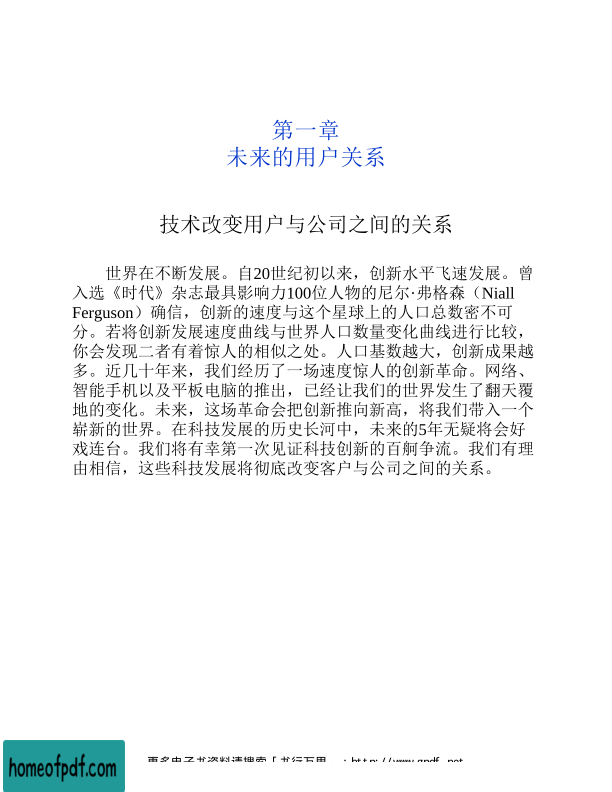 第一章
未来的用户关系
技术改变用户与公司之间的关系
世界在不断发展。自20世纪初以来，创新水平飞速发展。曾
入选《时代》杂志最具影响力100位人物的尼尔·弗格森（Niall
Ferguson）确信，创新的速度与这个星球上的人口总数密不可
分。若将创新发展速度曲线与世界人口数量变化曲线进行比较，
你会发现二者有着惊人的相似之处。人口基数越大，创新成果越
多。近几十年来，我们经历了一场速度惊人的创新革命。网络、
智能手机以及平板电脑的推出，已经让我们的世界发生了翻天覆
地的变化。未来，这场革命会把创新推向新高，将我们带入一个
崭新的世界。在科技发展的历史长河中，未来的5年无疑将会好
戏连台。我们将有幸第一次见证科技创新的百舸争流。我们有理
由相信，这些科技发展将彻底改变客户与公司之间的关系。
更多电子书资料请搜索「书行万里
homeofpdf.com